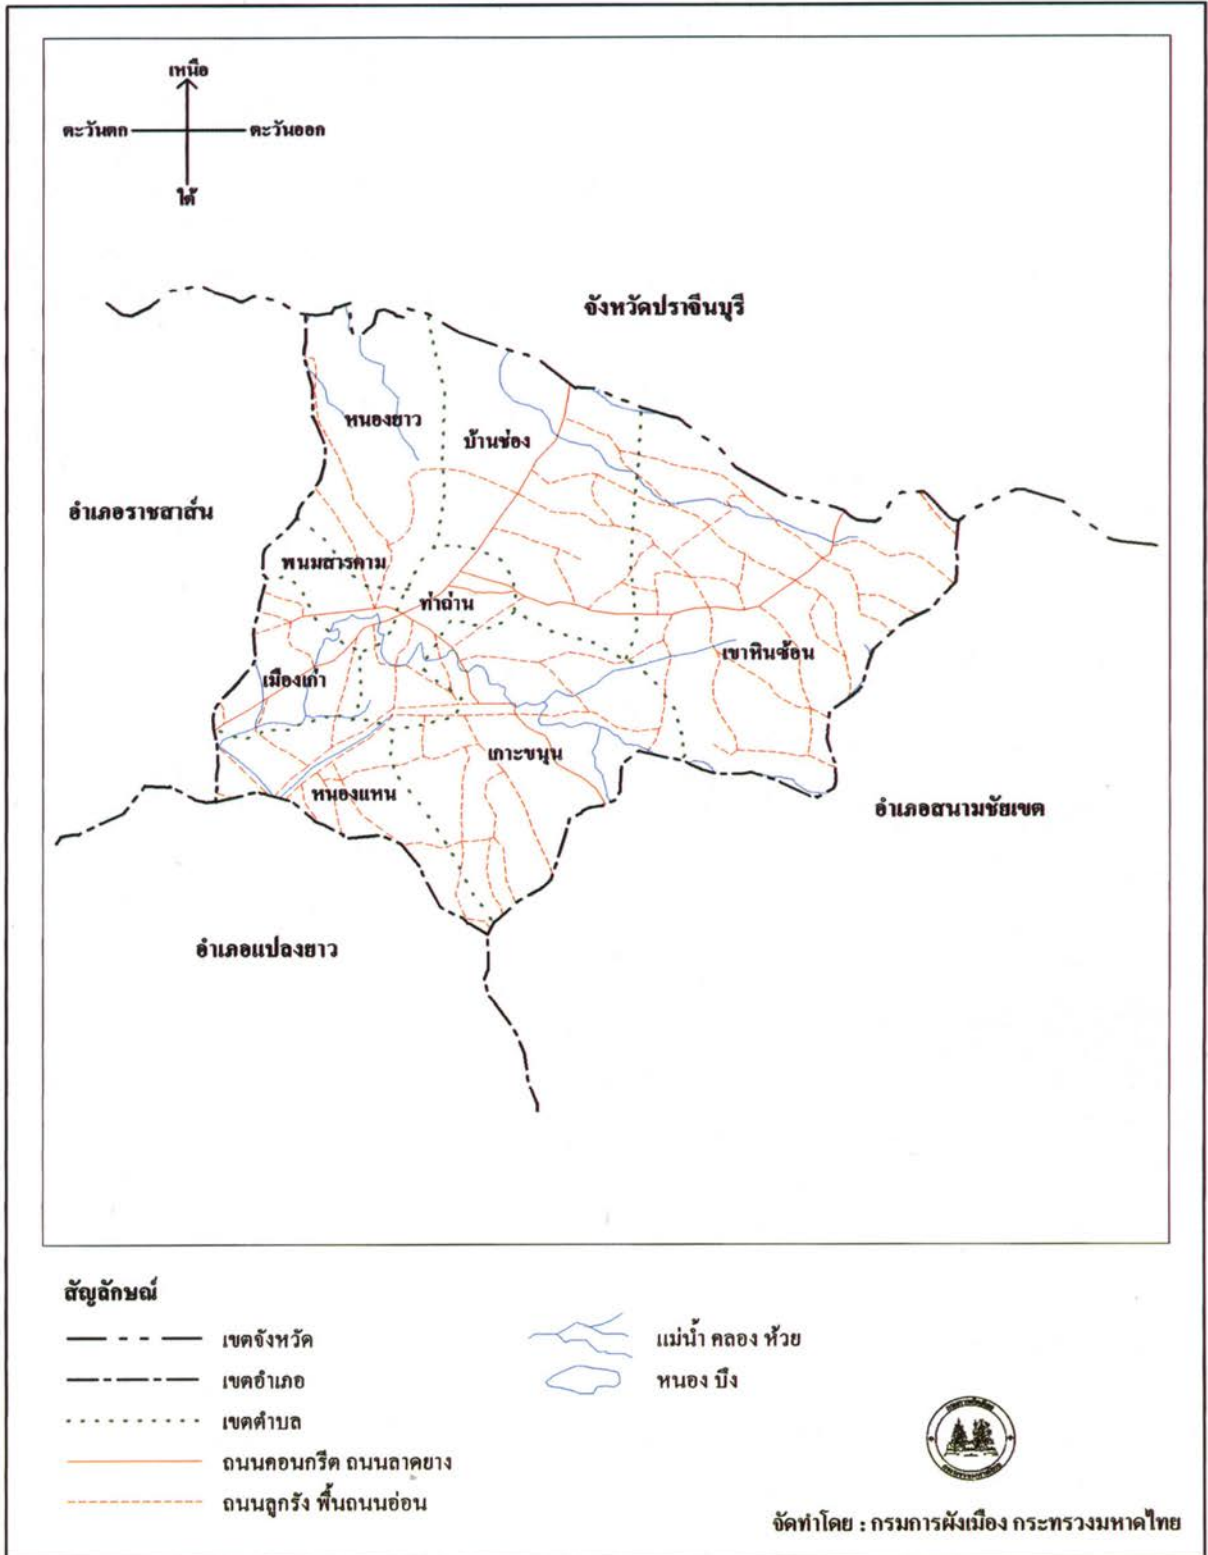 เหนือ
ตะวันตก
ตะวันออก
ใต้
จังหวัดปราจีนบุรี
หนองยาว
บ้านซ่อง
อำเภอราชสาส์น
พนมสารคาม
ท่าถ่าน
เขาหินซ้อน
เมืองเก่า
เกาะขนุน
หนองแหน
อำเภอสนามชัยเขต
อำเภอแปลงยาว
สัญลักษณ์
เขตจังหวัด
เขตอำเภอ
เขตตำบล
ถนนคอนกรีต ถนนลาดยาง
ถนนลูกรัง พื้นถนนอ่อน
แม่น้ำ คลอง ห้วย
หนอง บึง
จัดทำโดย : กรมการผังเมือง กระทรวงมหาดไทย